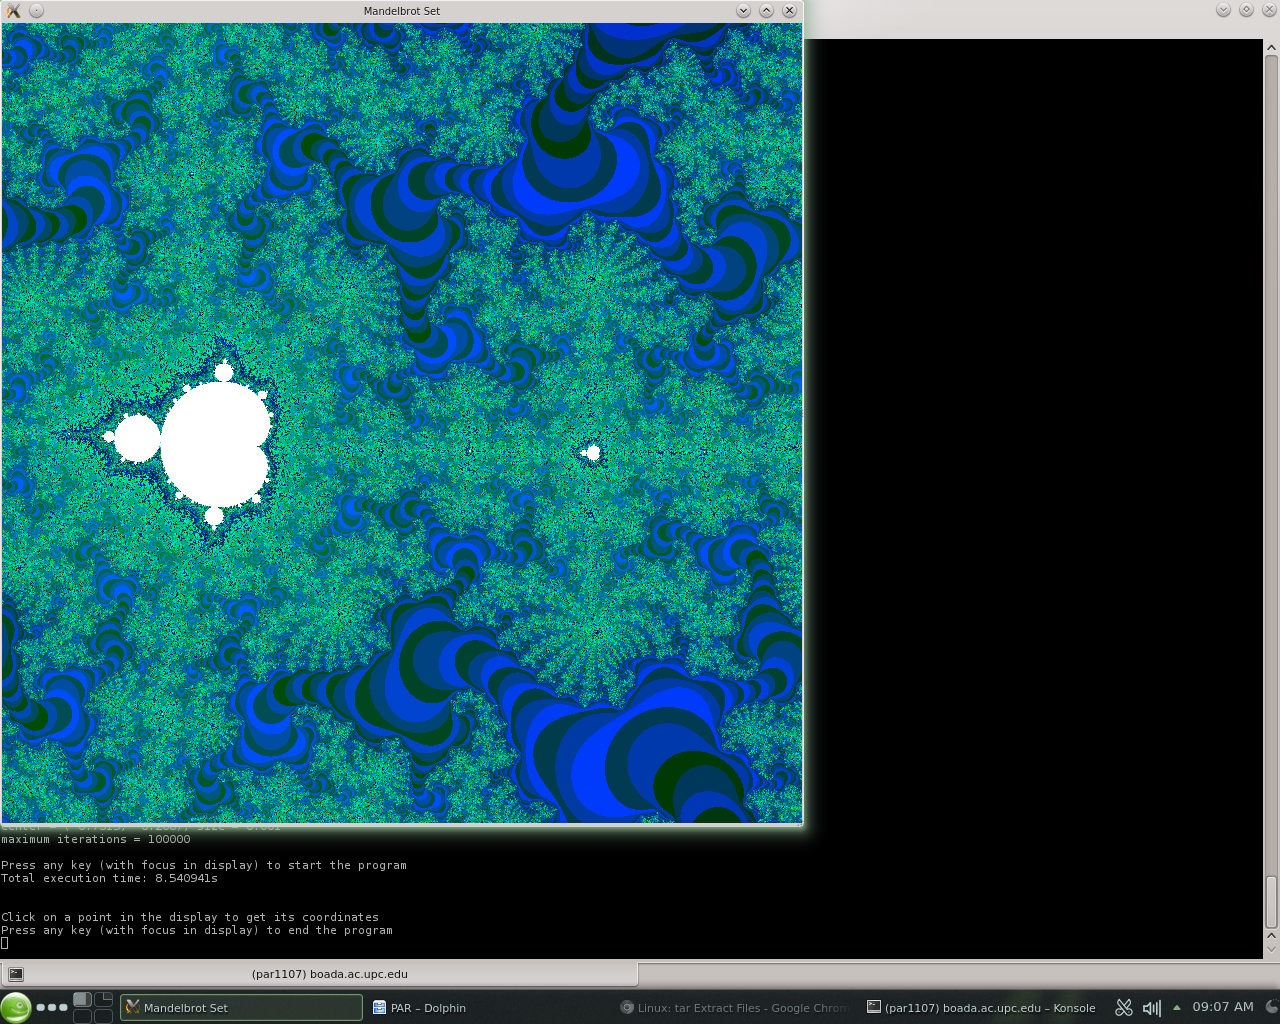 Mandelbrot Set
maximum iterations = 100000
Press any key (with focus in display) to start the program
Total execution time: 8.540941s
Click on a point in the display to get its coordinates
Press any key (with focus in display) to end the program
(par1107) boada.ac.upc.edu
Mandelbrot Set
PAR – Dolphin
Linux: tar Extract Files - Google Chrom
(par1107) boada.ac.upc.edu – Konsole
09:07 AM